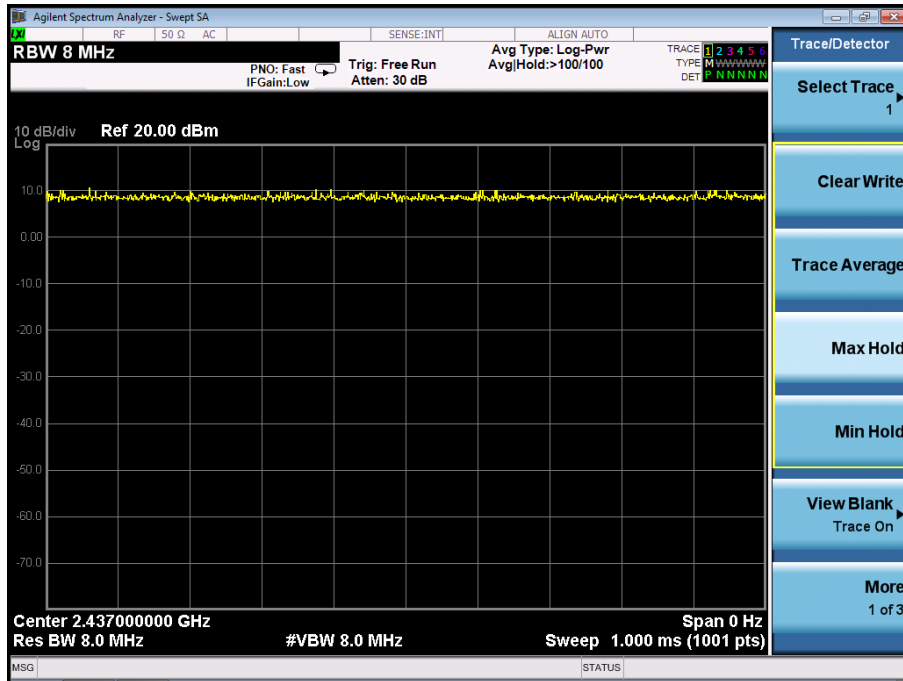 Agilent Spectrum Analyzer - Swept SA
LXI
RF 50 Ω AC SENSE:INT ALIGN AUTO
RBW 8 MHz
PNO: Fast
IFGain:Low
Trig: Free Run
Atten: 30 dB
Avg Type: Log-Pwr
Avg|Hold:>100/100
TRACE 1 2 3 4 5 6
TYPE M WWWWW
DET P N N N N N
10 dB/div Ref 20.00 dBm
Log
10.0
0.00
-10.0
-20.0
-30.0
-40.0
-50.0
-60.0
-70.0
Center 2.437000000 GHz
Span 0 Hz
Res BW 8.0 MHz
#VBW 8.0 MHz
Sweep 1.000 ms (1001 pts)
MSG
STATUS
Trace/Detector
Select Trace
1
Clear Write
Trace Average
Max Hold
Min Hold
View Blank
Trace On
More
1 of 3